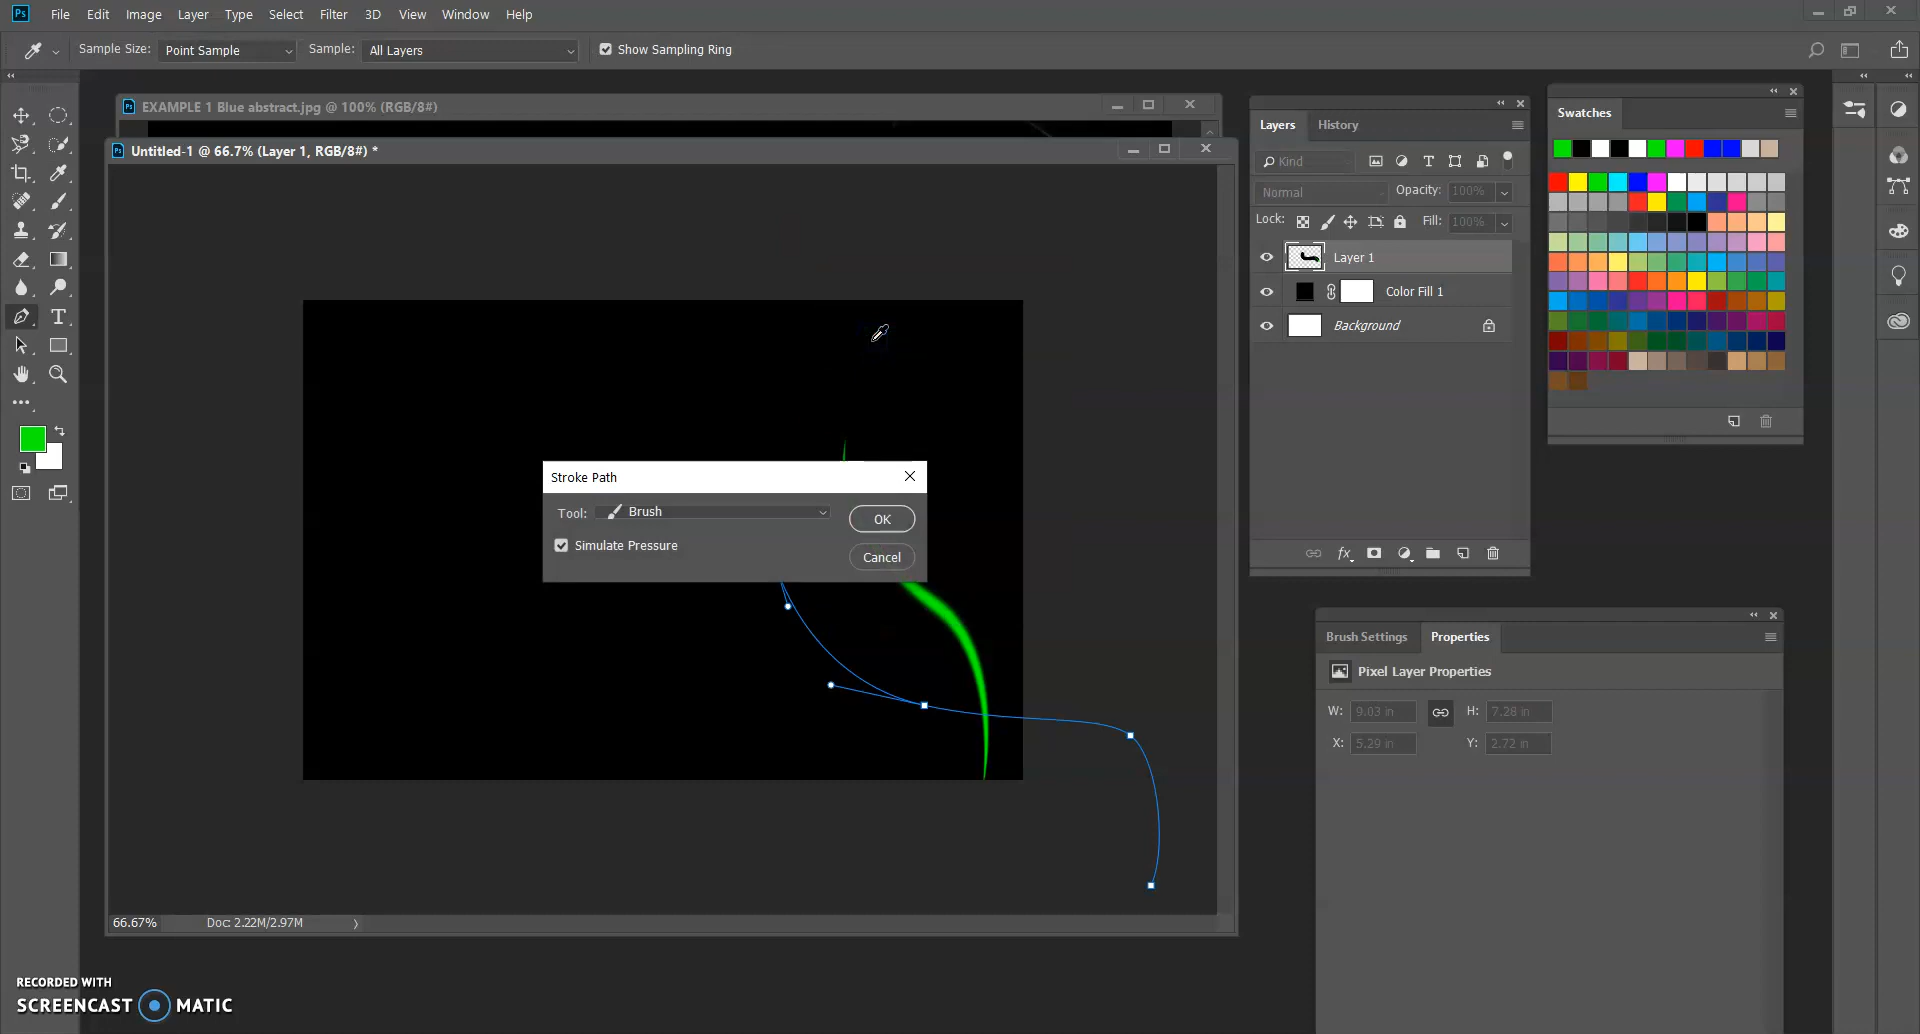 Ps File Edit Image Layer Type Select Filter 3D View Window Help
Sample Size: Point Sample Sample: All Layers Show Sampling Ring
Ps EXAMPLE 1 Blue abstract.jpg @ 100% (RGB/8#)
Ps Untitled-1 @ 66.7% (Layer 1, RGB/8#) *
Layers History
Kind
Normal Opacity: 100%
Lock: Fill: 100%
Layer 1
Color Fill 1
Background
fx
Swatches
T
Stroke Path
Tool: Brush
OK
Simulate Pressure
Cancel
Brush Settings Properties
Pixel Layer Properties
W: 9.03 in H: 7.28 in
X: 5.29 in Y: 2.72 in
66.67% Doc: 2.22M/2.97M
RECORDED WITH
SCREENCAST MATIC